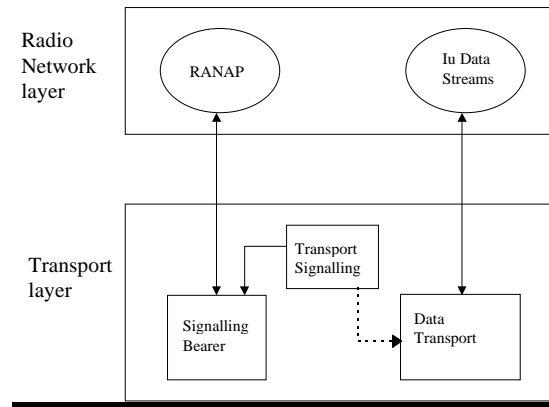 Radio
Network
layer
RANAP
Iu Data
Streams
Transport
layer
Transport
Signalling
Signalling
Bearer
Data
Transport